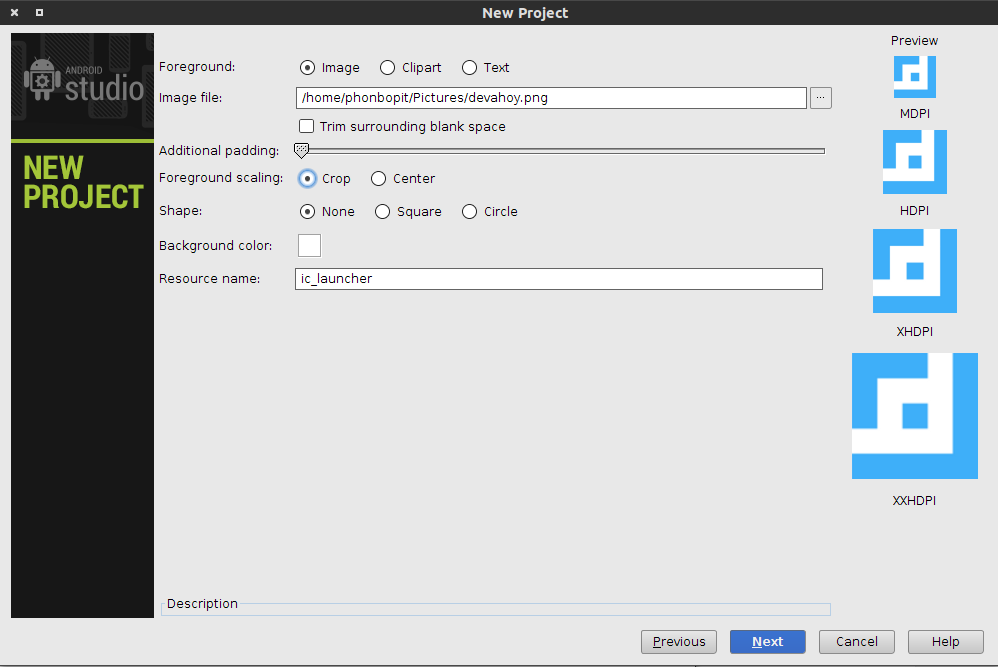 New Project
ANDROID
studio
NEW
PROJECT
Foreground: Image Clipart Text
Image file: /home/phonbopit/Pictures/devahoy.png ...
Trim surrounding blank space
Additional padding:
Foreground scaling: Crop Center
Shape: None Square Circle
Background color:
Resource name: ic_launcher
Preview
MDPI
HDPI
XHDPI
XXHDPI
Description
Previous Next Cancel Help